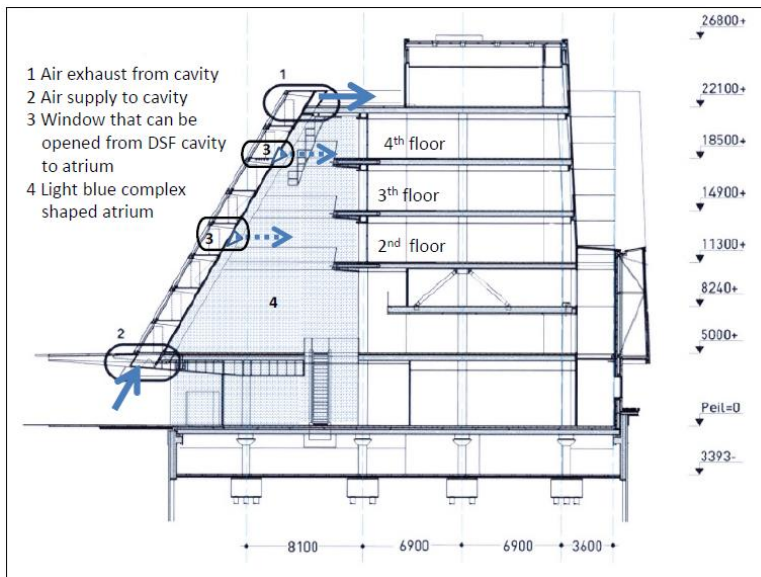 1 Air exhaust from cavity
2 Air supply to cavity
3 Window that can be
opened from DSF cavity
to atrium
4 Light blue complex
shaped atrium
1
3
3
4
2
4th floor
3th floor
2nd floor
26800+
22100+
18500+
14900+
11300+
8240+
5000+
Peil=0
3393-
8100
6900
6900
3600